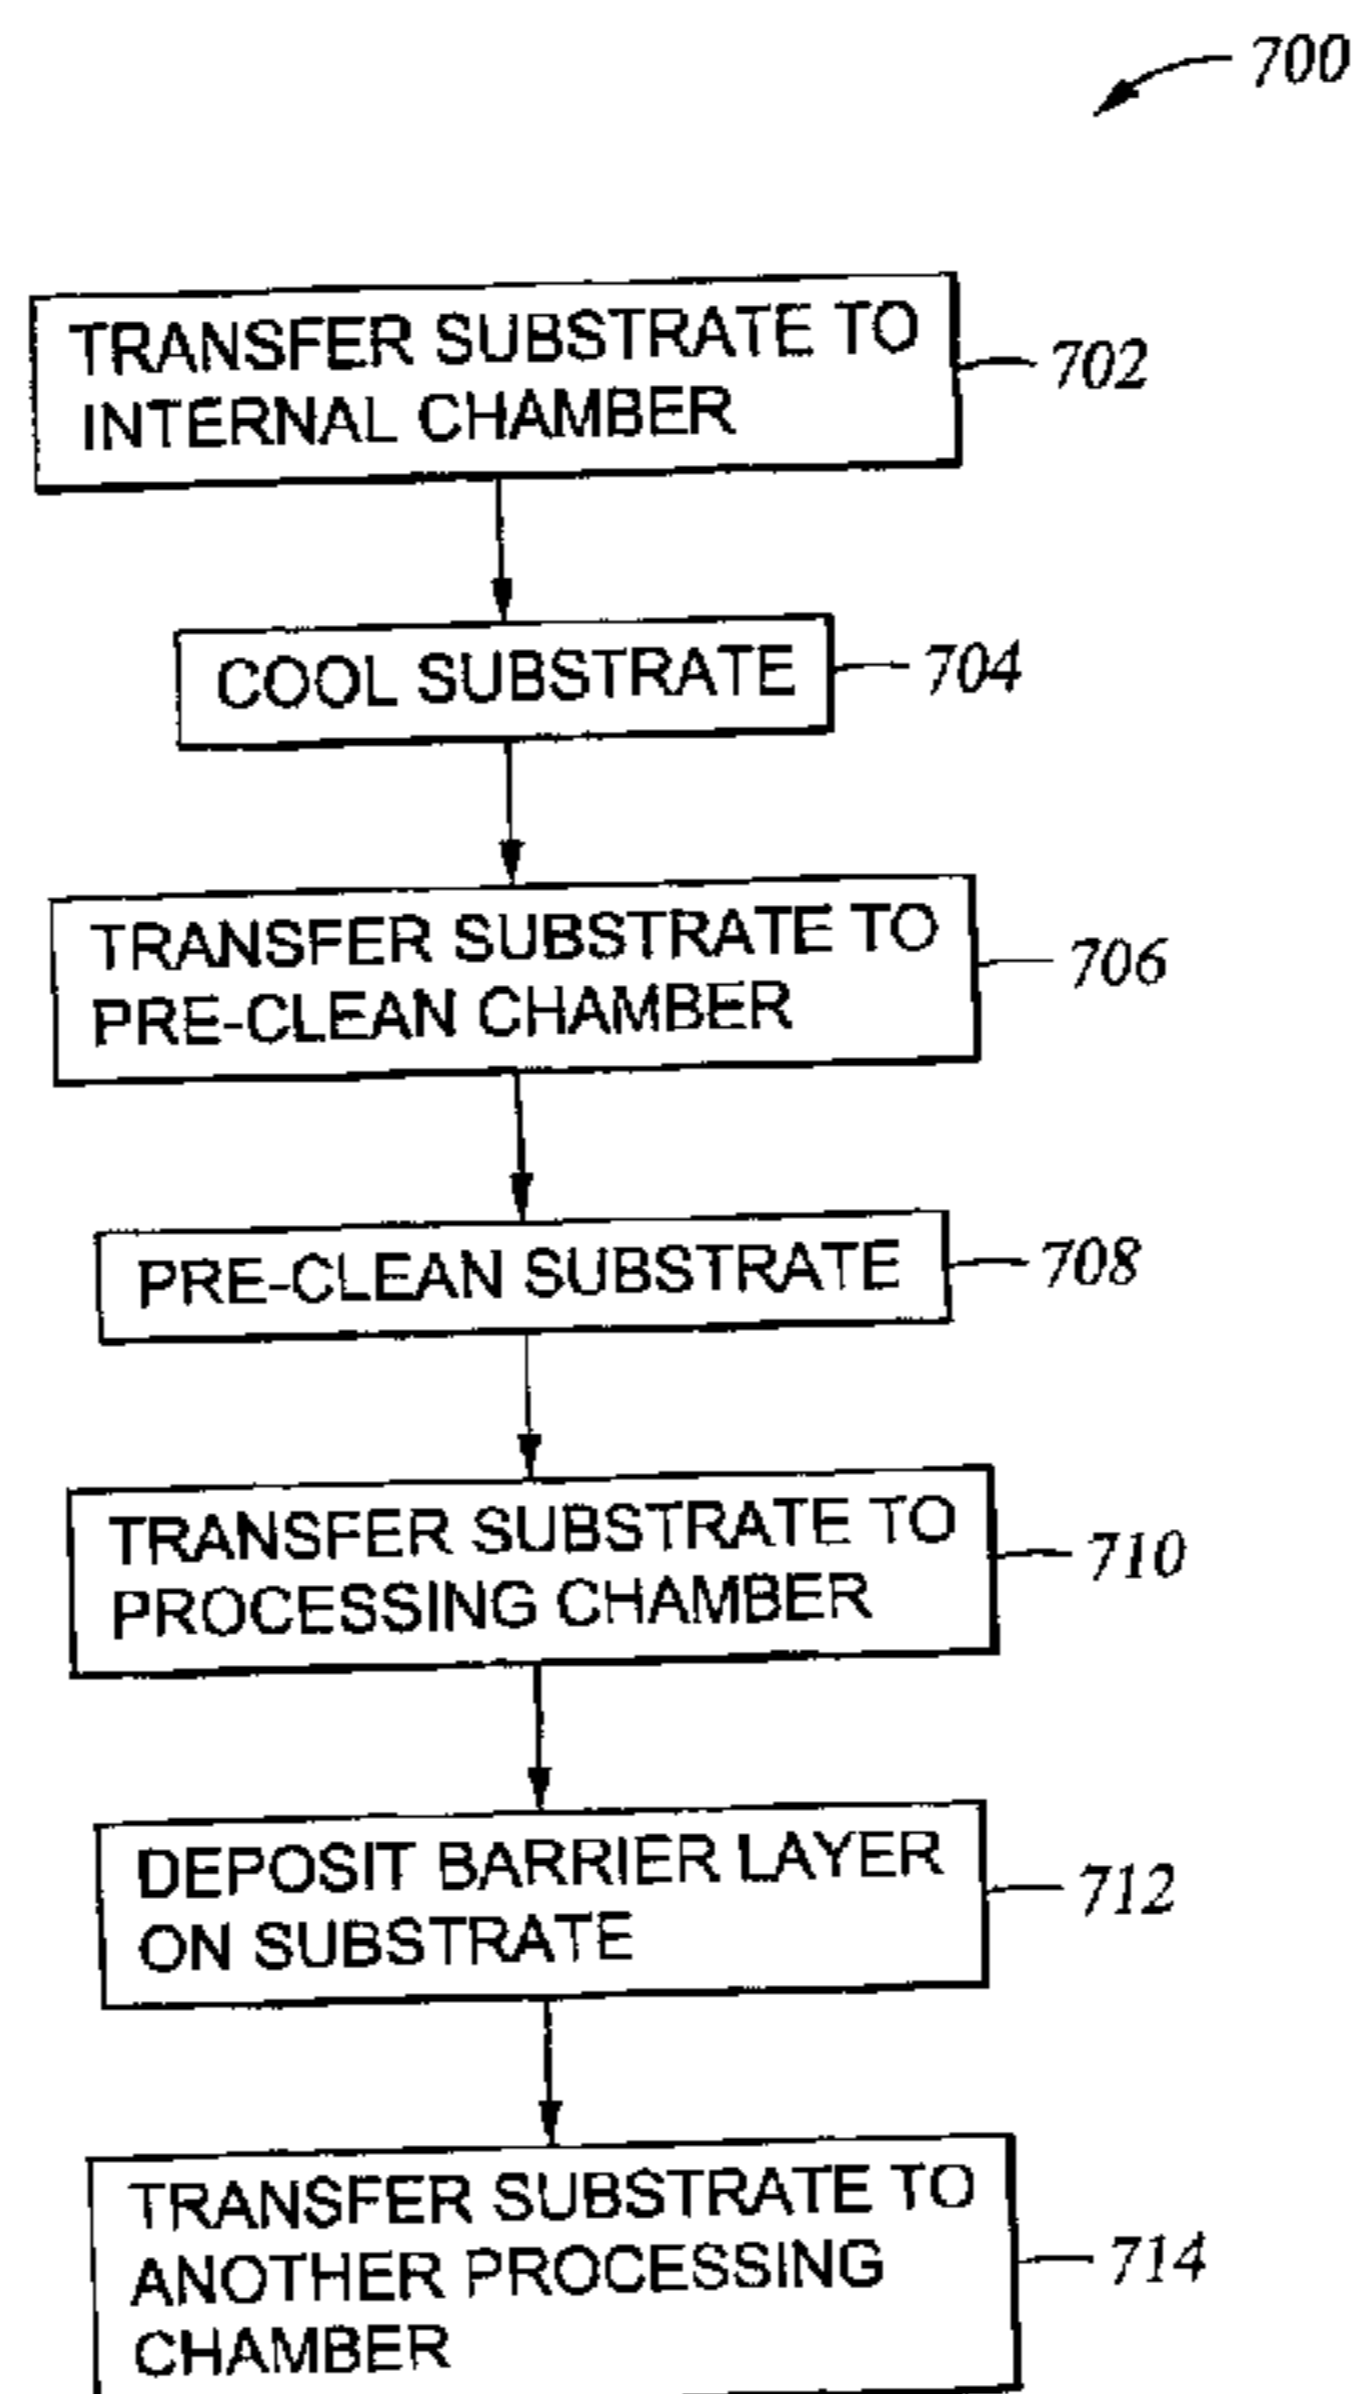 700
TRANSFER SUBSTRATE TO
INTERNAL CHAMBER
702
COOL SUBSTRATE
704
TRANSFER SUBSTRATE TO
PRE-CLEAN CHAMBER
706
PRE-CLEAN SUBSTRATE
708
TRANSFER SUBSTRATE TO
PROCESSING CHAMBER
710
DEPOSIT BARRIER LAYER
ON SUBSTRATE
712
TRANSFER SUBSTRATE TO
ANOTHER PROCESSING
CHAMBER
714